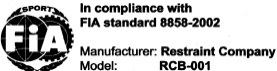 SPORT
FiA
In compliance with
FIA standard 8858-2002
Manufacturer: Restraint Company
Model: RCB-001